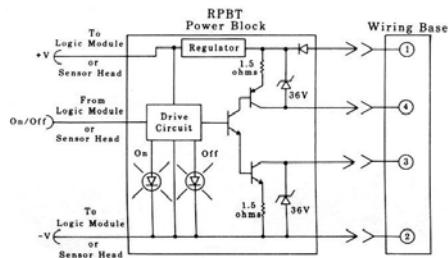 RPBT
Power Block
Wiring Base
To
Logic Module
or
Sensor Head
+V
Regulator
1.5
ohms
36V
1
4
From
Logic Module
or
Sensor Head
On/Off
Drive
Circuit
On
Off
3
1.5
ohms
36V
To
Logic Module
or
Sensor Head
-V
2